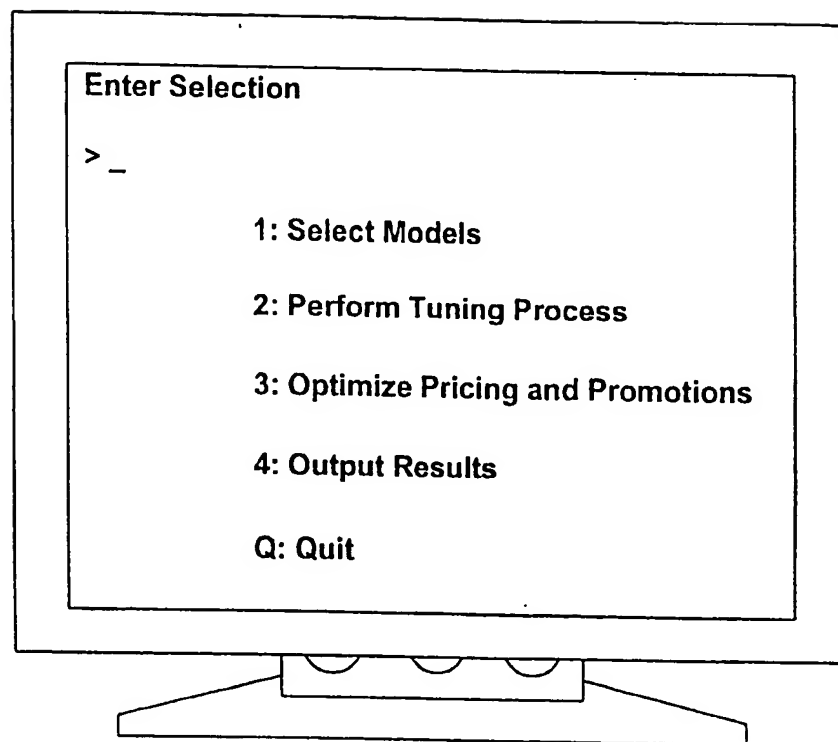 Enter Selection
> _
1: Select Models
2: Perform Tuning Process
3: Optimize Pricing and Promotions
4: Output Results
Q: Quit